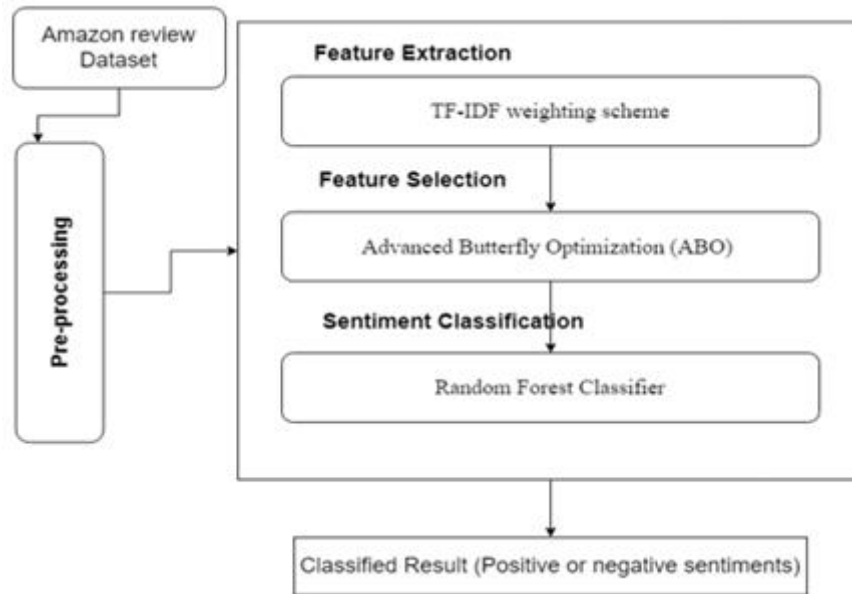 Amazon review
Dataset
Pre-processing
Feature Extraction
TF-IDF weighting scheme
Feature Selection
Advanced Butterfly Optimization (ABO)
Sentiment Classification
Random Forest Classifier
Classified Result (Positive or negative sentiments)